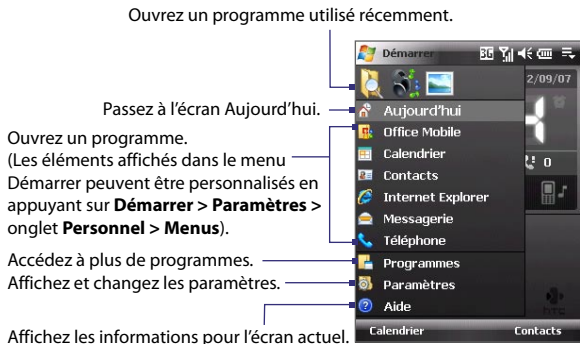 Ouvrez un programme utilisé récemment.
Démarrer
2/09/07
Passez à l'écran Aujourd'hui.
Aujourd'hui
Ouvrez un programme.
(Les éléments affichés dans le menu
Démarrer peuvent être personnalisés en
appuyant sur Démarrer > Paramètres >
onglet Personnel > Menus).
Office Mobile
Calendrier
Contacts
Internet Explorer
Messagerie
Téléphone
0
Accédez à plus de programmes.
Programmes
Affichez et changez les paramètres.
Paramètres
Aide
Affichez les informations pour l'écran actuel.
Calendrier
Contacts